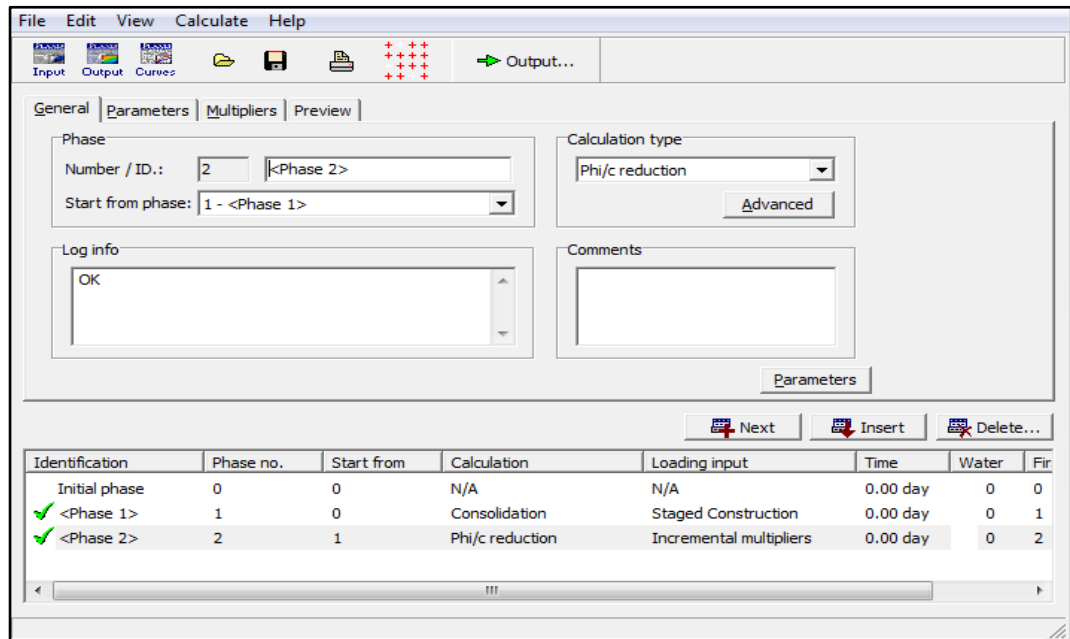 File Edit View Calculate Help
Input Output Curves Output...
General Parameters Multipliers Preview
Phase
Number / ID.: 2 <Phase 2>
Start from phase: 1 - <Phase 1>
Calculation type
Phi/c reduction
Advanced
Log info
OK
Comments
Parameters
Next Insert Delete...
Identification Phase no. Start from Calculation Loading input Time Water Fir
Initial phase 0 0 N/A N/A 0.00 day 0 0
<Phase 1> 1 0 Consolidation Staged Construction 0.00 day 0 1
<Phase 2> 2 1 Phi/c reduction Incremental multipliers 0.00 day 0 2